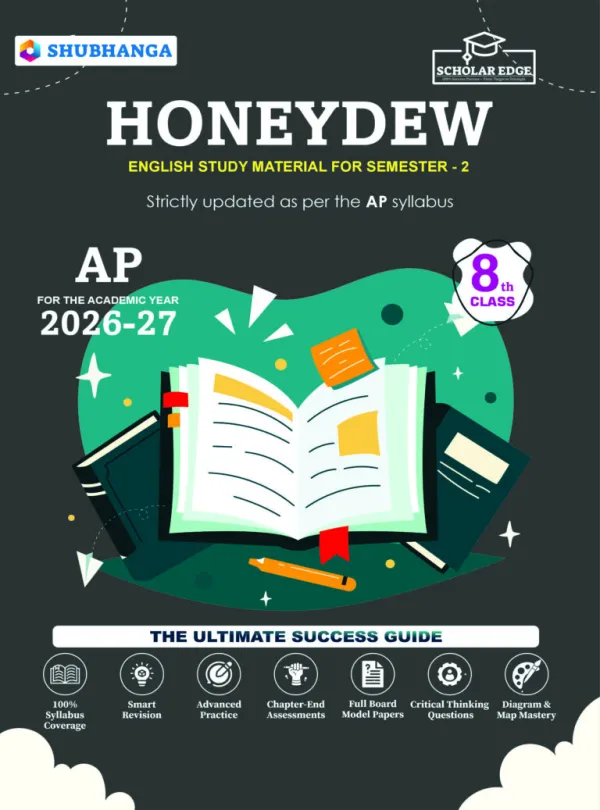 SHUBHANGA
SCHOLAR EDGE
HONEYDEW
ENGLISH STUDY MATERIAL FOR SEMESTER - 2
Strictly updated as per the AP syllabus
AP
FOR THE ACADEMIC YEAR
2026-27
8th
CLASS
THE ULTIMATE SUCCESS GUIDE
100%
Syllabus
Coverage
Smart
Revision
Advanced
Practice
Chapter-End
Assessments
Full Board
Model Papers
Critical Thinking
Questions
Diagram &
Map Mastery